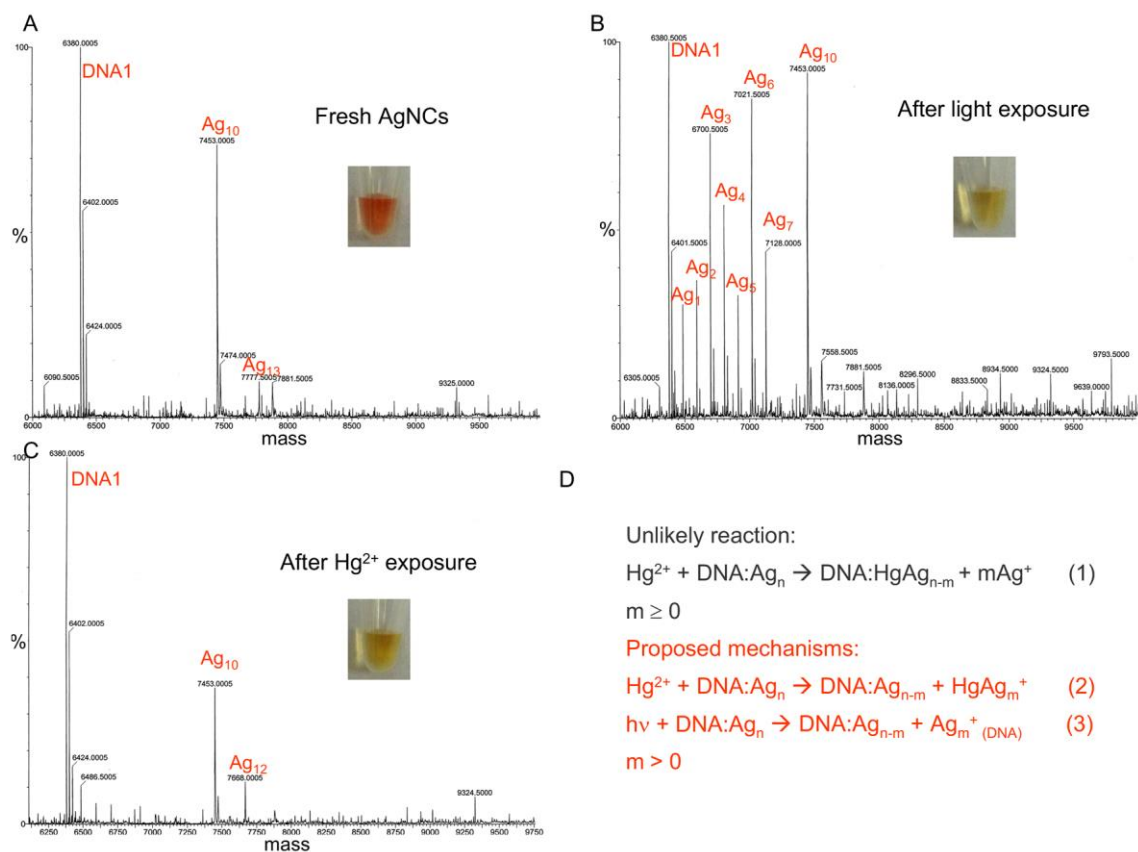 A
100
6380.0005
DNA1
Fresh AgNCs
Ag₁₀
7453.0005
6402.0005
%
6424.0005
6090.5005
7474.0005
Ag₁₃
7777.5005
7881.5005
9325.0000
0
6000 6500 7000 7500 8000 8500 9000 9500
mass
B
100
6380.5005
DNA1
Ag₁₀
7453.0005
Ag₆
7021.5005
After light exposure
Ag₃
6700.5005
Ag₄
Ag₇
7128.0005
%
6401.5005
Ag₂
Ag₁
Ag₅
6305.0000
7558.5005
7731.5005
7881.5005
8136.0005
8296.5000
8833.5000
8934.5000
9324.5000
9639.0000
9793.5000
0
6000 6500 7000 7500 8000 8500 9000 9500
mass
C
100
6380.0005
DNA1
After Hg²⁺ exposure
6402.0005
%
Ag₁₀
7453.0005
6424.0005
6486.5005
Ag₁₂
7668.0005
9324.5000
0
6250 6500 6750 7000 7250 7500 7750 8000 8250 8500 8750 9000 9250 9500 9750
mass
D
Unlikely reaction:
Hg²⁺ + DNA:Agₙ → DNA:HgAgₙ₋ₘ + mAg⁺ (1)
m ≥ 0
Proposed mechanisms:
Hg²⁺ + DNA:Agₙ → DNA:Agₙ₋ₘ + HgAgₘ⁺ (2)
hν + DNA:Agₙ → DNA:Agₙ₋ₘ + Agₘ⁺ (DNA) (3)
m > 0